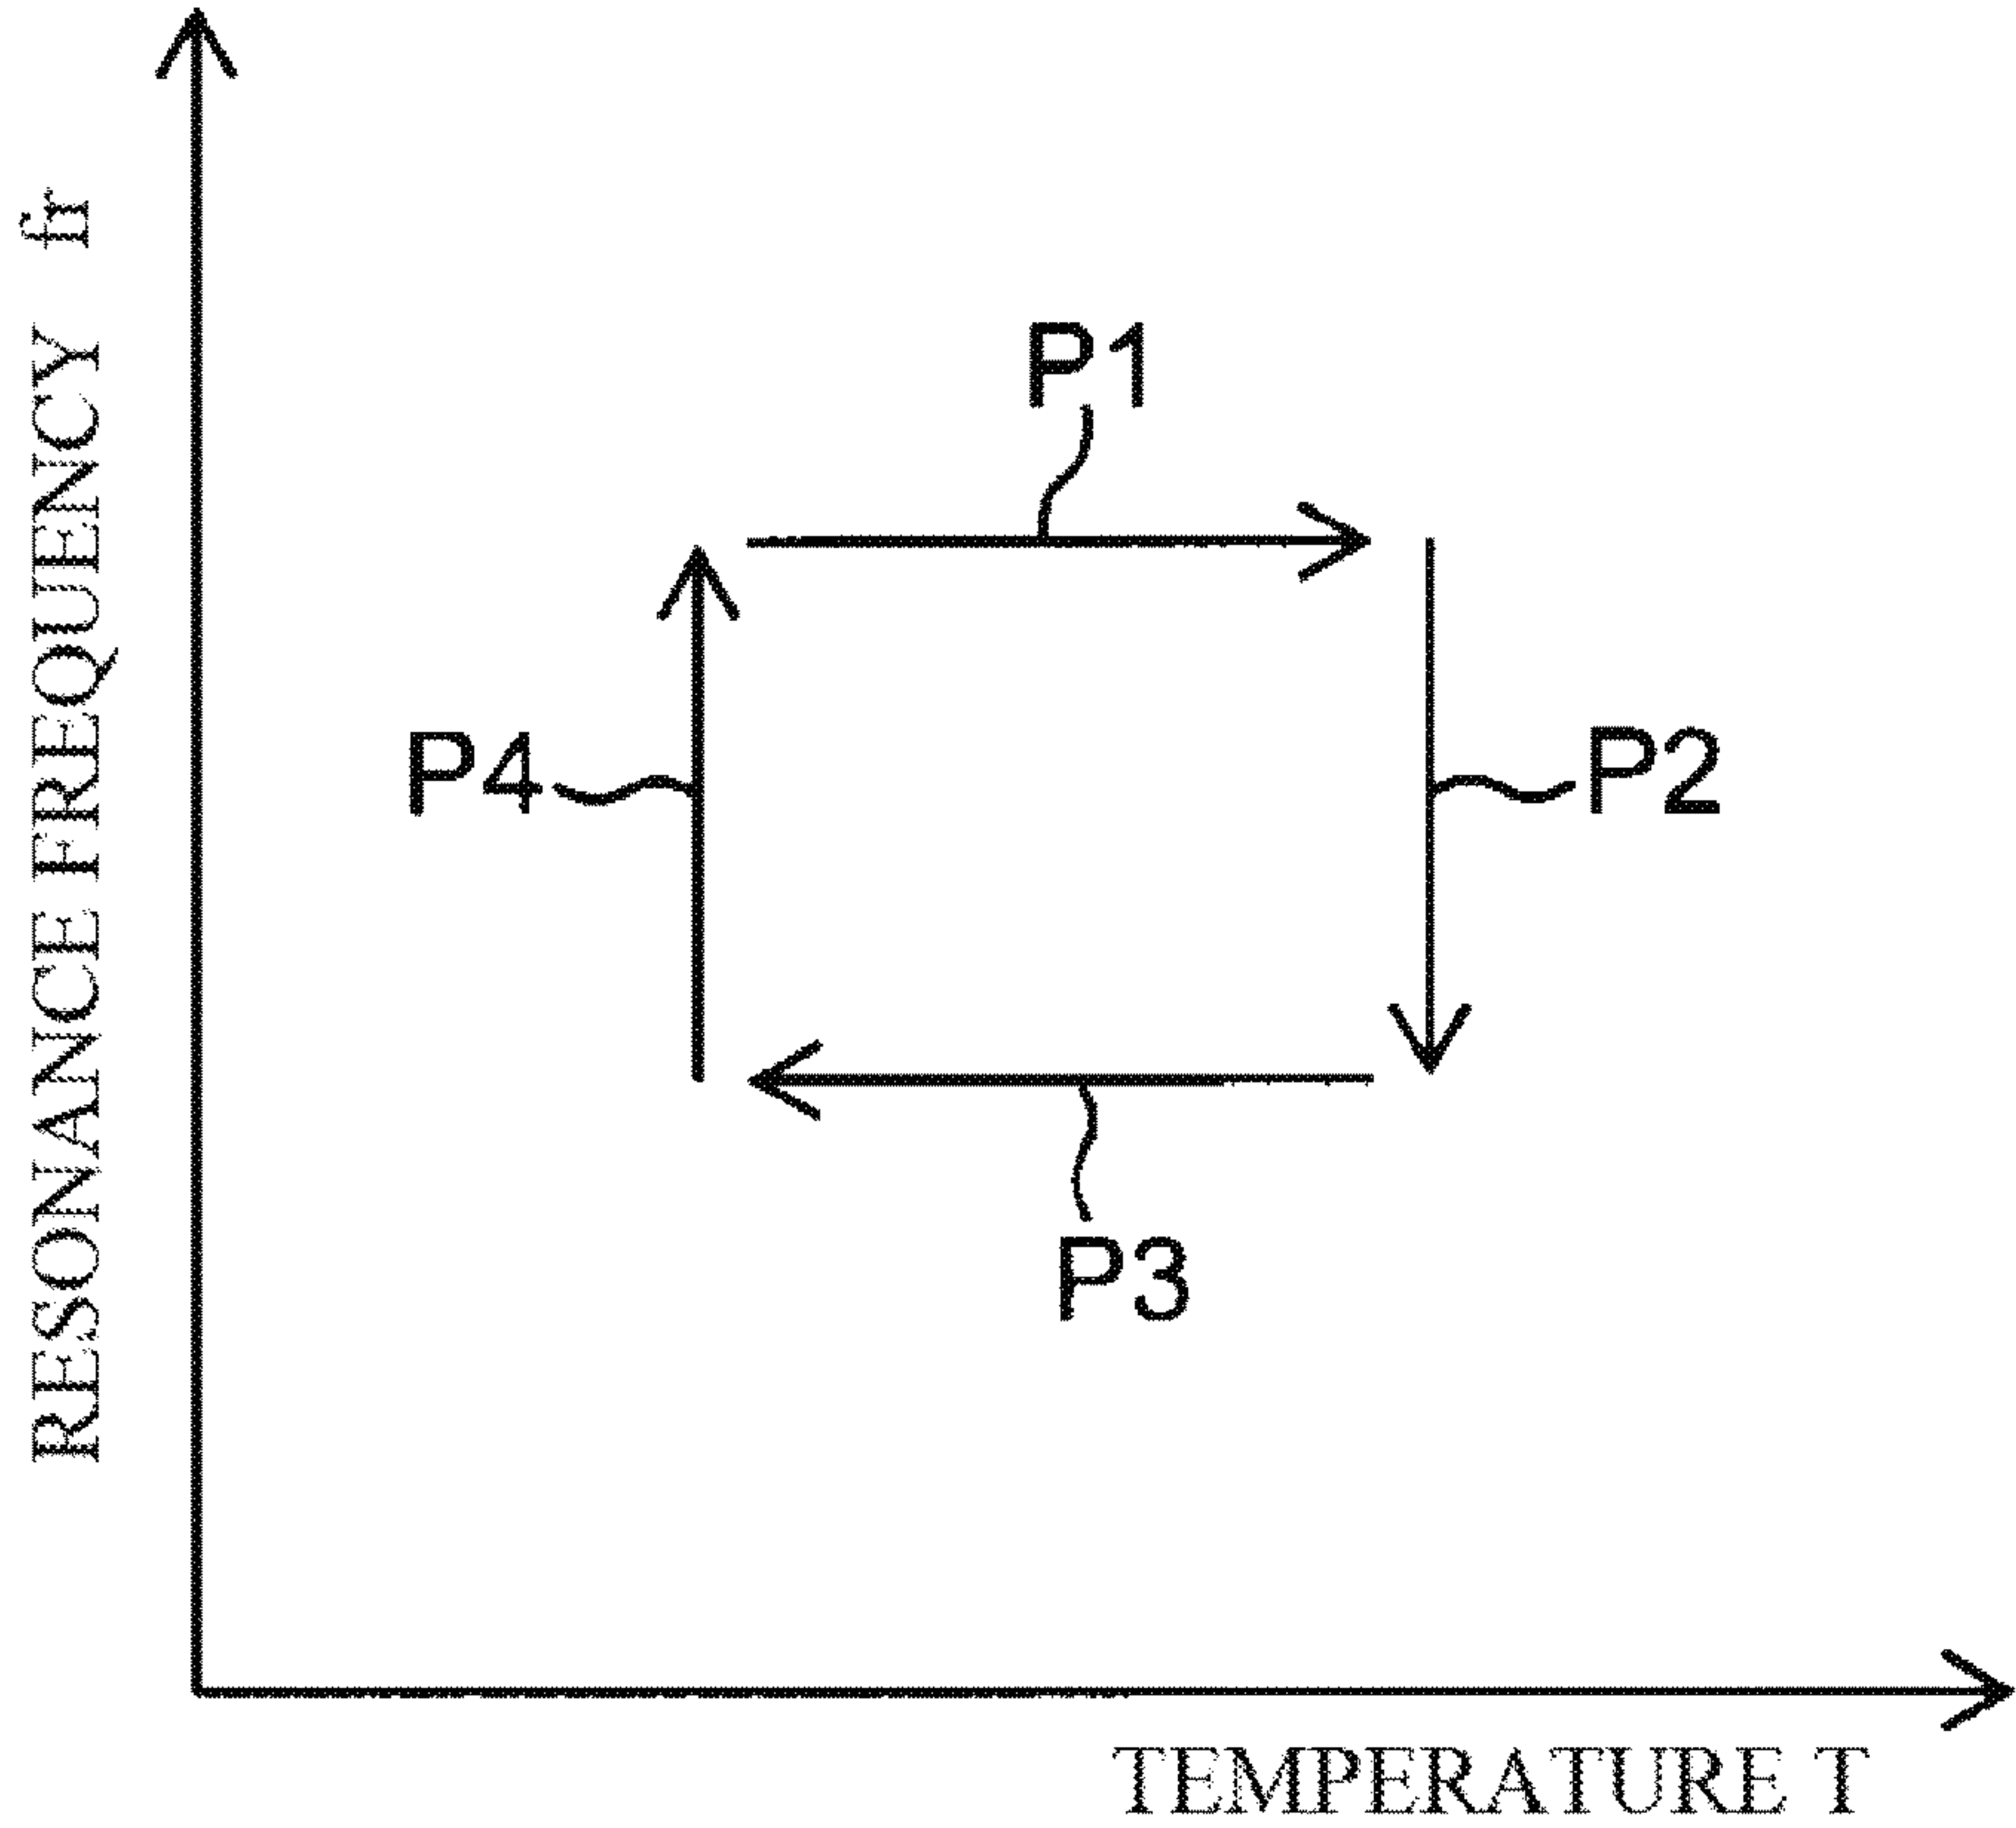 RESONANCE FREQUENCY fr
P1
P4
P2
P3
TEMPERATURE T